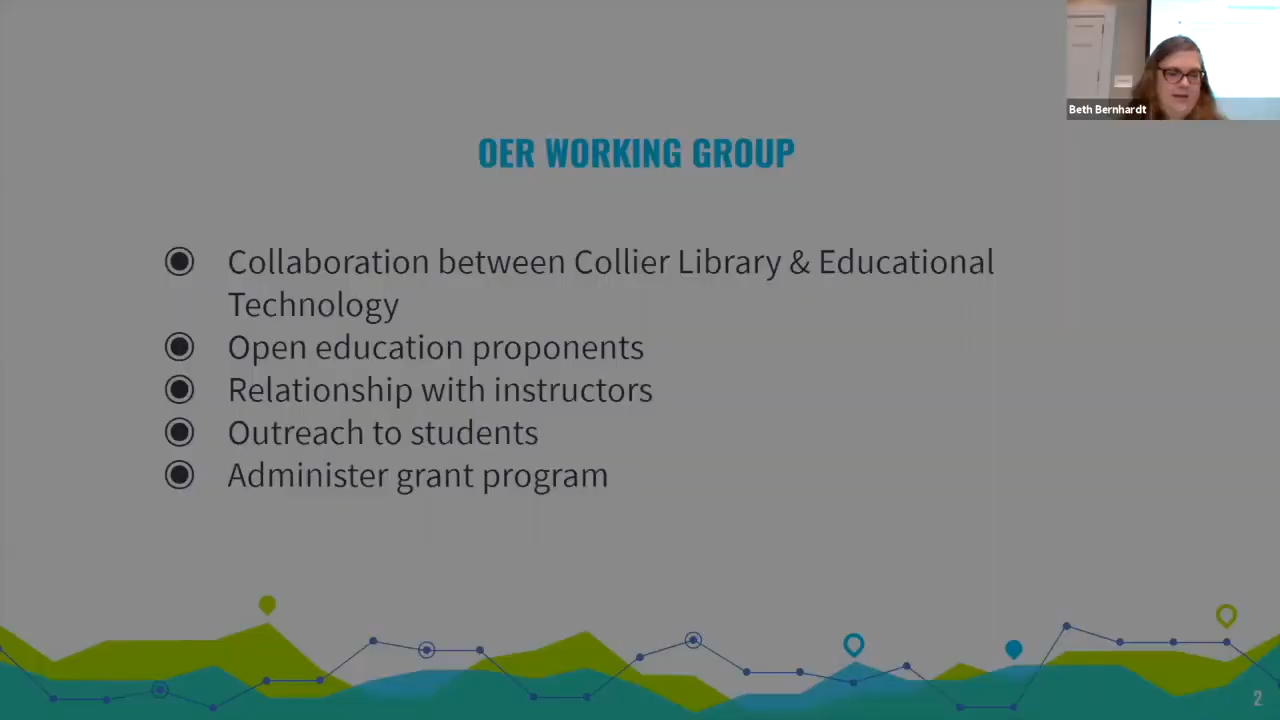 Beth Bernhardt
OER WORKING GROUP
Collaboration between Collier Library & Educational
Technology
Open education proponents
Relationship with instructors
Outreach to students
Administer grant program
2